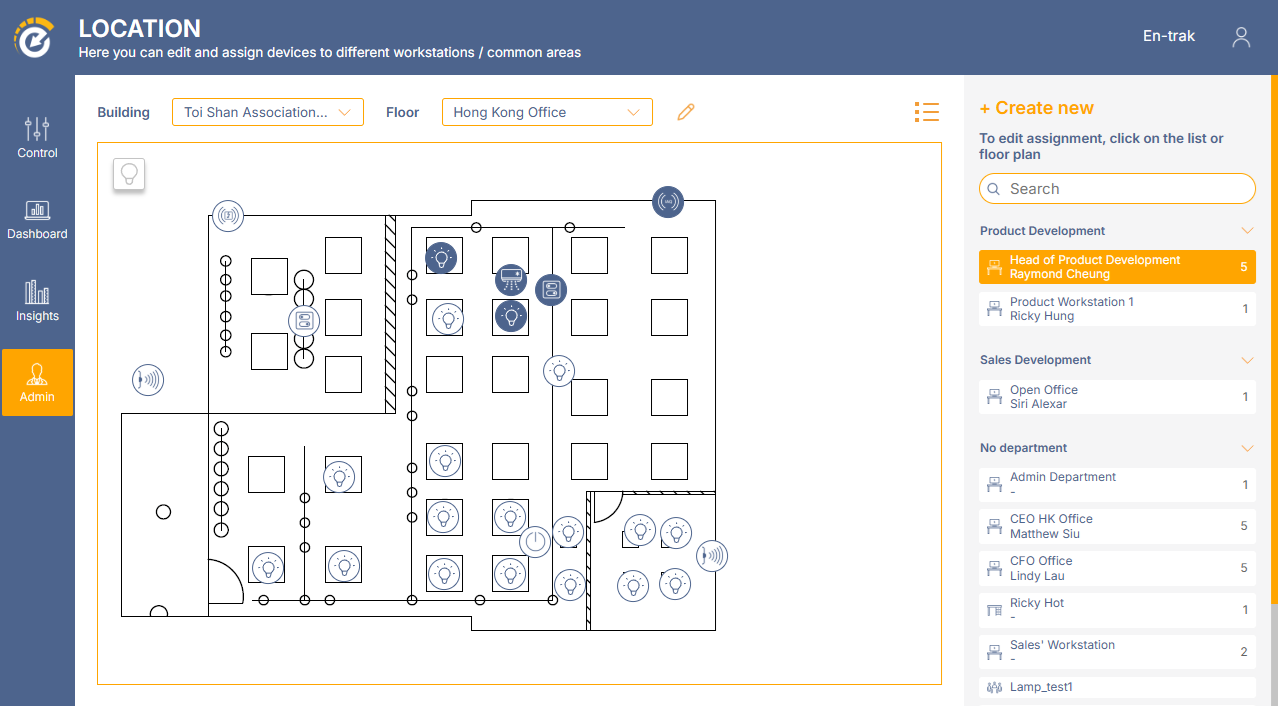 LOCATION
Here you can edit and assign devices to different workstations / common areas
En-trak
Control
Dashboard
Insights
Admin
Building
Toi Shan Association...
Floor
Hong Kong Office
+ Create new
To edit assignment, click on the list or
floor plan
Search
Product Development
Head of Product Development
Raymond Cheung
5
Product Workstation 1
Ricky Hung
1
Sales Development
Open Office
Siri Alexar
1
No department
Admin Department
-
1
CEO HK Office
Matthew Siu
5
CFO Office
Lindy Lau
5
Ricky Hot
-
1
Sales' Workstation
-
2
Lamp_test1